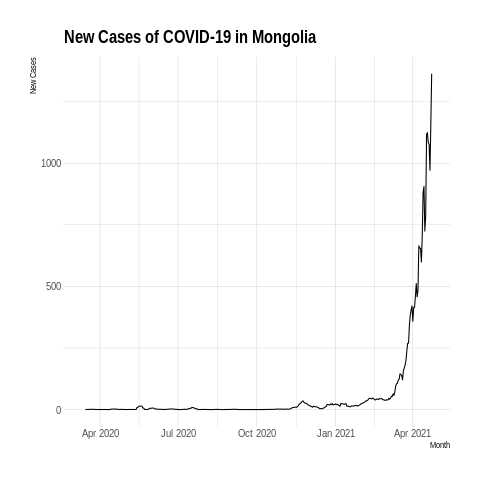 New Cases of COVID-19 in Mongolia
New Cases
1000
500
0
Apr 2020 Jul 2020 Oct 2020 Jan 2021 Apr 2021
Month